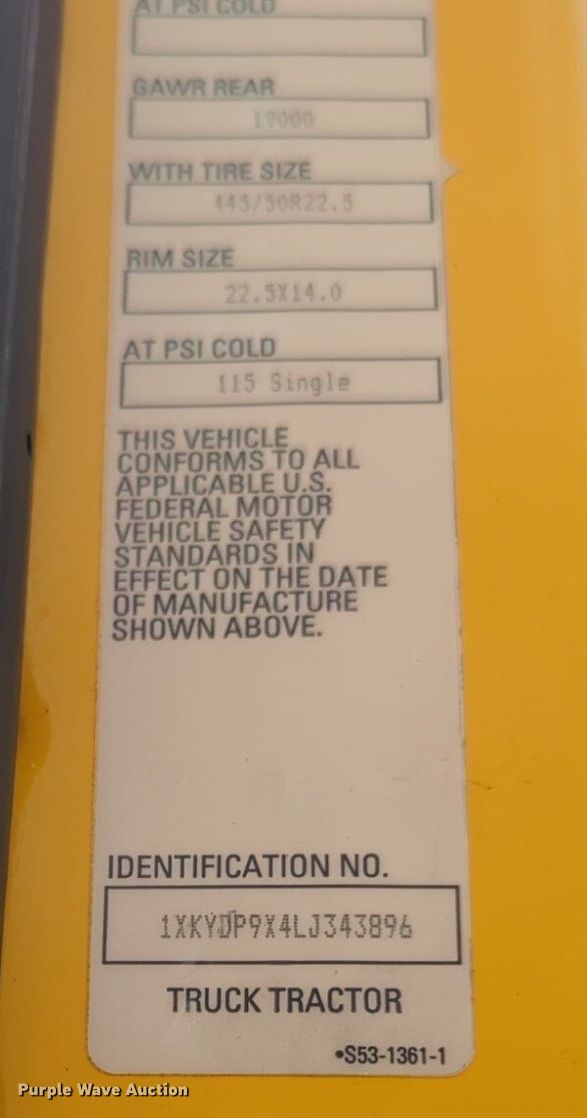 AT PSI COLD
GAWR REAR
19000
WITH TIRE SIZE
445/50R22.5
RIM SIZE
22.5X14.0
AT PSI COLD
115 Single
THIS VEHICLE
CONFORMS TO ALL
APPLICABLE U.S.
FEDERAL MOTOR
VEHICLE SAFETY
STANDARDS IN
EFFECT ON THE DATE
OF MANUFACTURE
SHOWN ABOVE.
IDENTIFICATION NO.
1XKYDP9X4LJ343896
TRUCK TRACTOR
•S53-1361-1
Purple Wave Auction